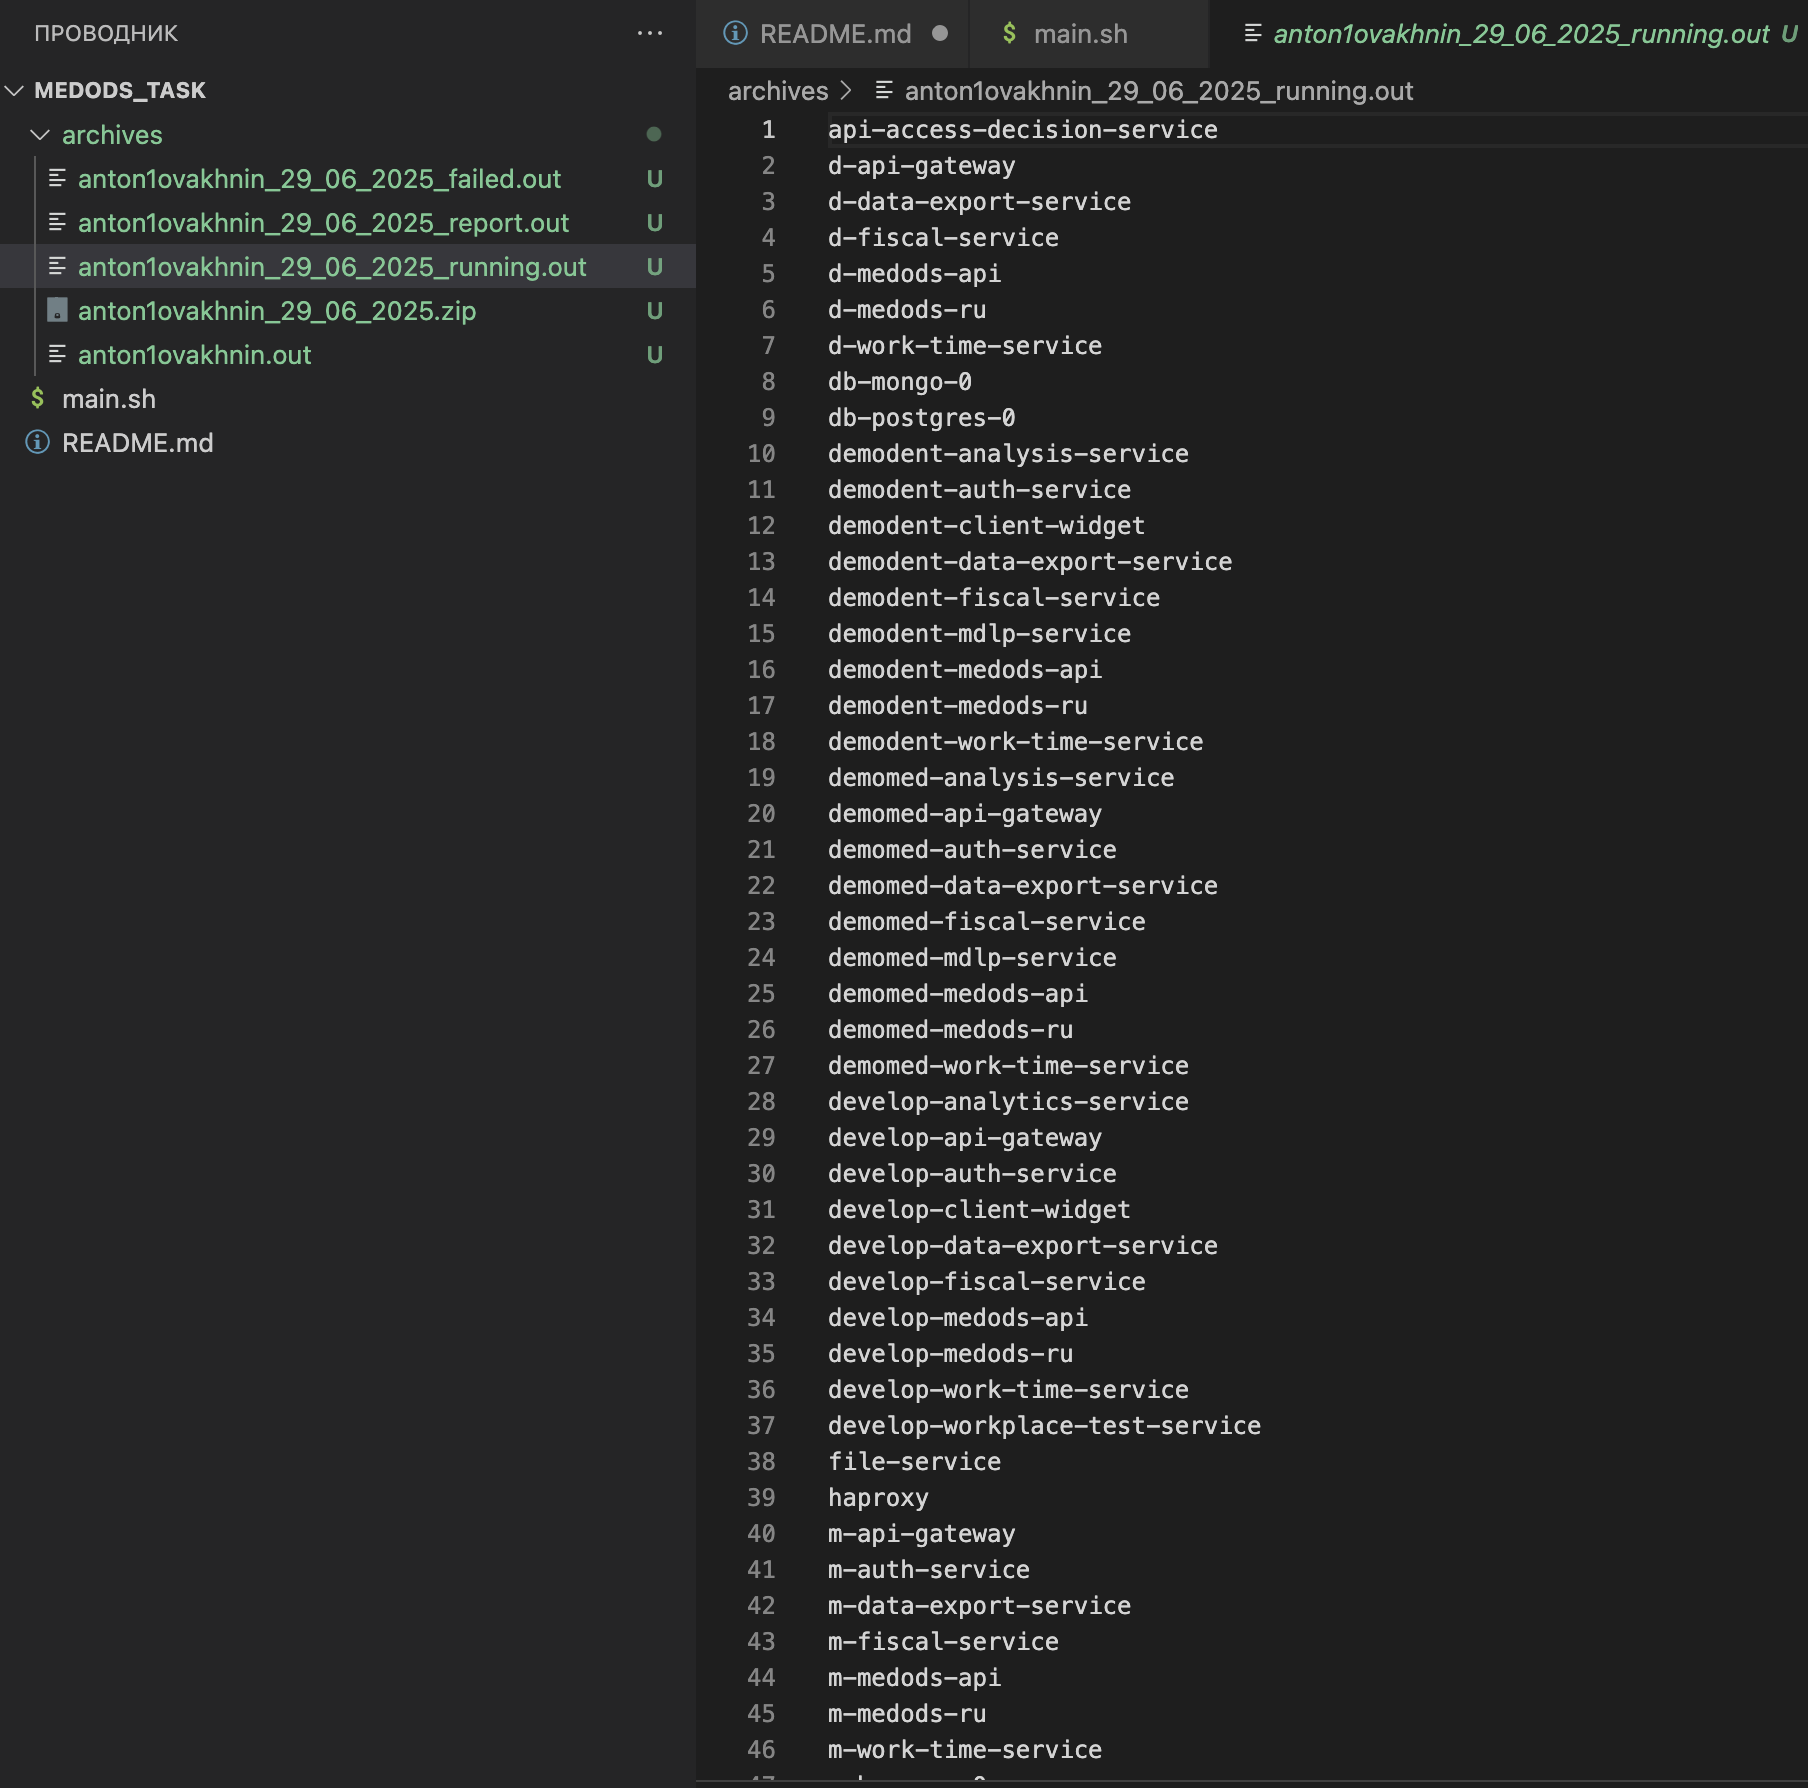 ПРОВОДНИК
MEDODS_TASK
archives
anton1ovakhnin_29_06_2025_failed.out U
anton1ovakhnin_29_06_2025_report.out U
anton1ovakhnin_29_06_2025_running.out U
anton1ovakhnin_29_06_2025.zip U
anton1ovakhnin.out U
$ main.sh
README.md
README.md
$ main.sh
anton1ovakhnin_29_06_2025_running.out U
archives > anton1ovakhnin_29_06_2025_running.out
1 api-access-decision-service
2 d-api-gateway
3 d-data-export-service
4 d-fiscal-service
5 d-medods-api
6 d-medods-ru
7 d-work-time-service
8 db-mongo-0
9 db-postgres-0
10 demodent-analysis-service
11 demodent-auth-service
12 demodent-client-widget
13 demodent-data-export-service
14 demodent-fiscal-service
15 demodent-mdlp-service
16 demodent-medods-api
17 demodent-medods-ru
18 demodent-work-time-service
19 demomed-analysis-service
20 demomed-api-gateway
21 demomed-auth-service
22 demomed-data-export-service
23 demomed-fiscal-service
24 demomed-mdlp-service
25 demomed-medods-api
26 demomed-medods-ru
27 demomed-work-time-service
28 develop-analytics-service
29 develop-api-gateway
30 develop-auth-service
31 develop-client-widget
32 develop-data-export-service
33 develop-fiscal-service
34 develop-medods-api
35 develop-medods-ru
36 develop-work-time-service
37 develop-workplace-test-service
38 file-service
39 haproxy
40 m-api-gateway
41 m-auth-service
42 m-data-export-service
43 m-fiscal-service
44 m-medods-api
45 m-medods-ru
46 m-work-time-service